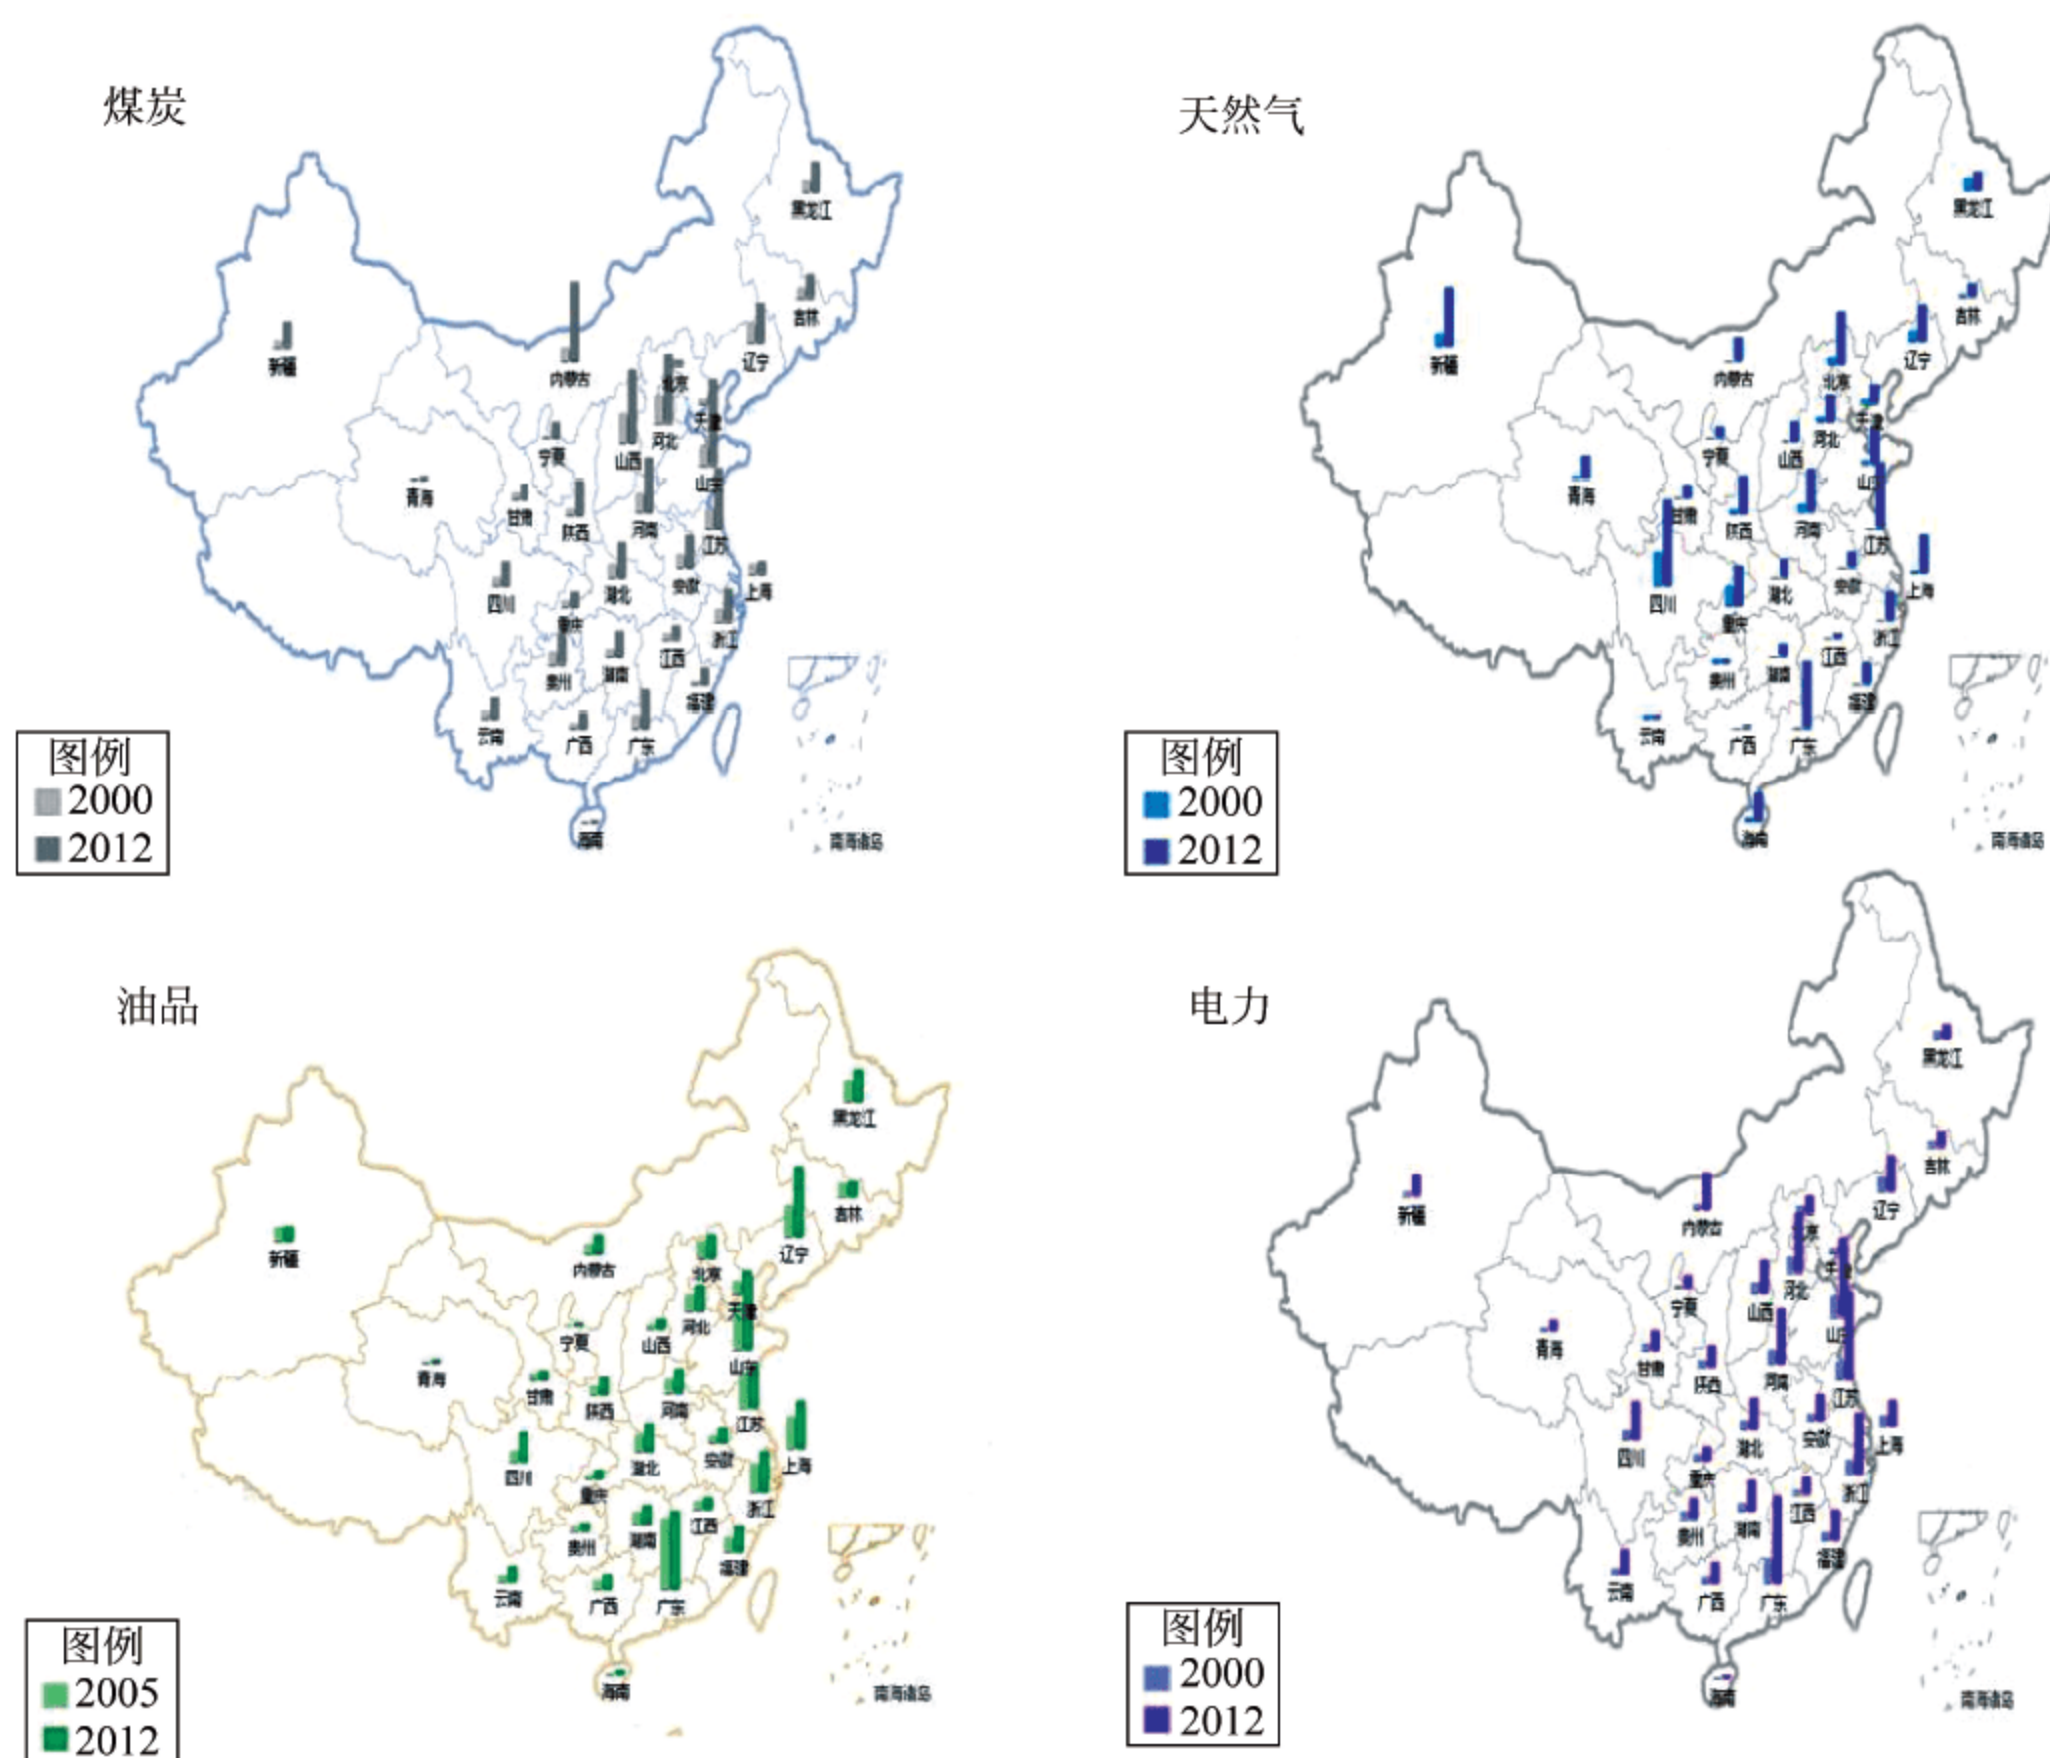 煤炭
黑龙江
吉林
辽宁
新疆
内蒙古
北京
天津
河北
山西
宁夏
山东
青海
甘肃
陕西
河南
江苏
安徽
上海
湖北
四川
重庆
浙江
江西
湖南
贵州
福建
云南
广西
广东
海南
南海诸岛
图例
2000
2012
天然气
黑龙江
吉林
辽宁
新疆
内蒙古
北京
天津
河北
山西
宁夏
青海
甘肃
陕西
河南
江苏
安徽
上海
湖北
四川
重庆
浙江
江西
湖南
贵州
福建
云南
广西
广东
海南
南海诸岛
图例
2000
2012
油品
黑龙江
吉林
辽宁
新疆
内蒙古
北京
天津
河北
山西
宁夏
山东
青海
甘肃
陕西
河南
江苏
安徽
上海
湖北
四川
重庆
浙江
江西
湖南
贵州
福建
云南
广西
广东
海南
南海诸岛
图例
2005
2012
电力
黑龙江
吉林
辽宁
新疆
内蒙古
河北
山西
宁夏
青海
甘肃
陕西
河南
江苏
安徽
上海
湖北
四川
重庆
浙江
江西
湖南
贵州
福建
云南
广西
广东
海南
南海诸岛
图例
2000
2012